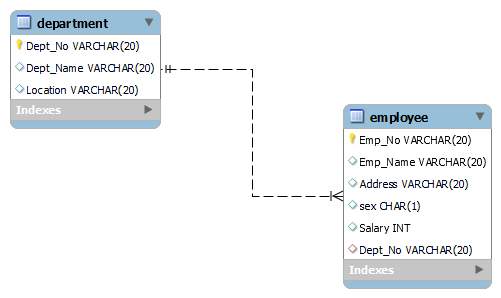 department
Dept_No VARCHAR(20)
Dept_Name VARCHAR(20)
Location VARCHAR(20)
Indexes
employee
Emp_No VARCHAR(20)
Emp_Name VARCHAR(20)
Address VARCHAR(20)
sex CHAR(1)
Salary INT
Dept_No VARCHAR(20)
Indexes